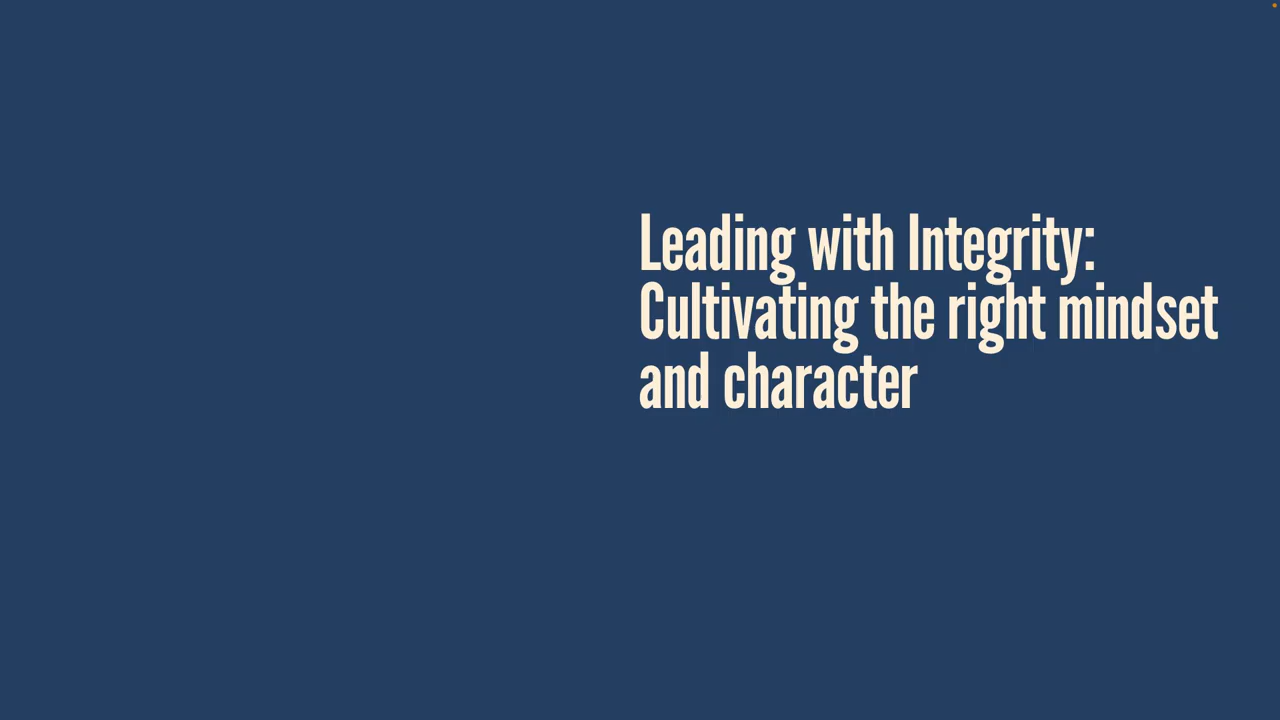 Leading with Integrity:
Cultivating the right mindset
and character